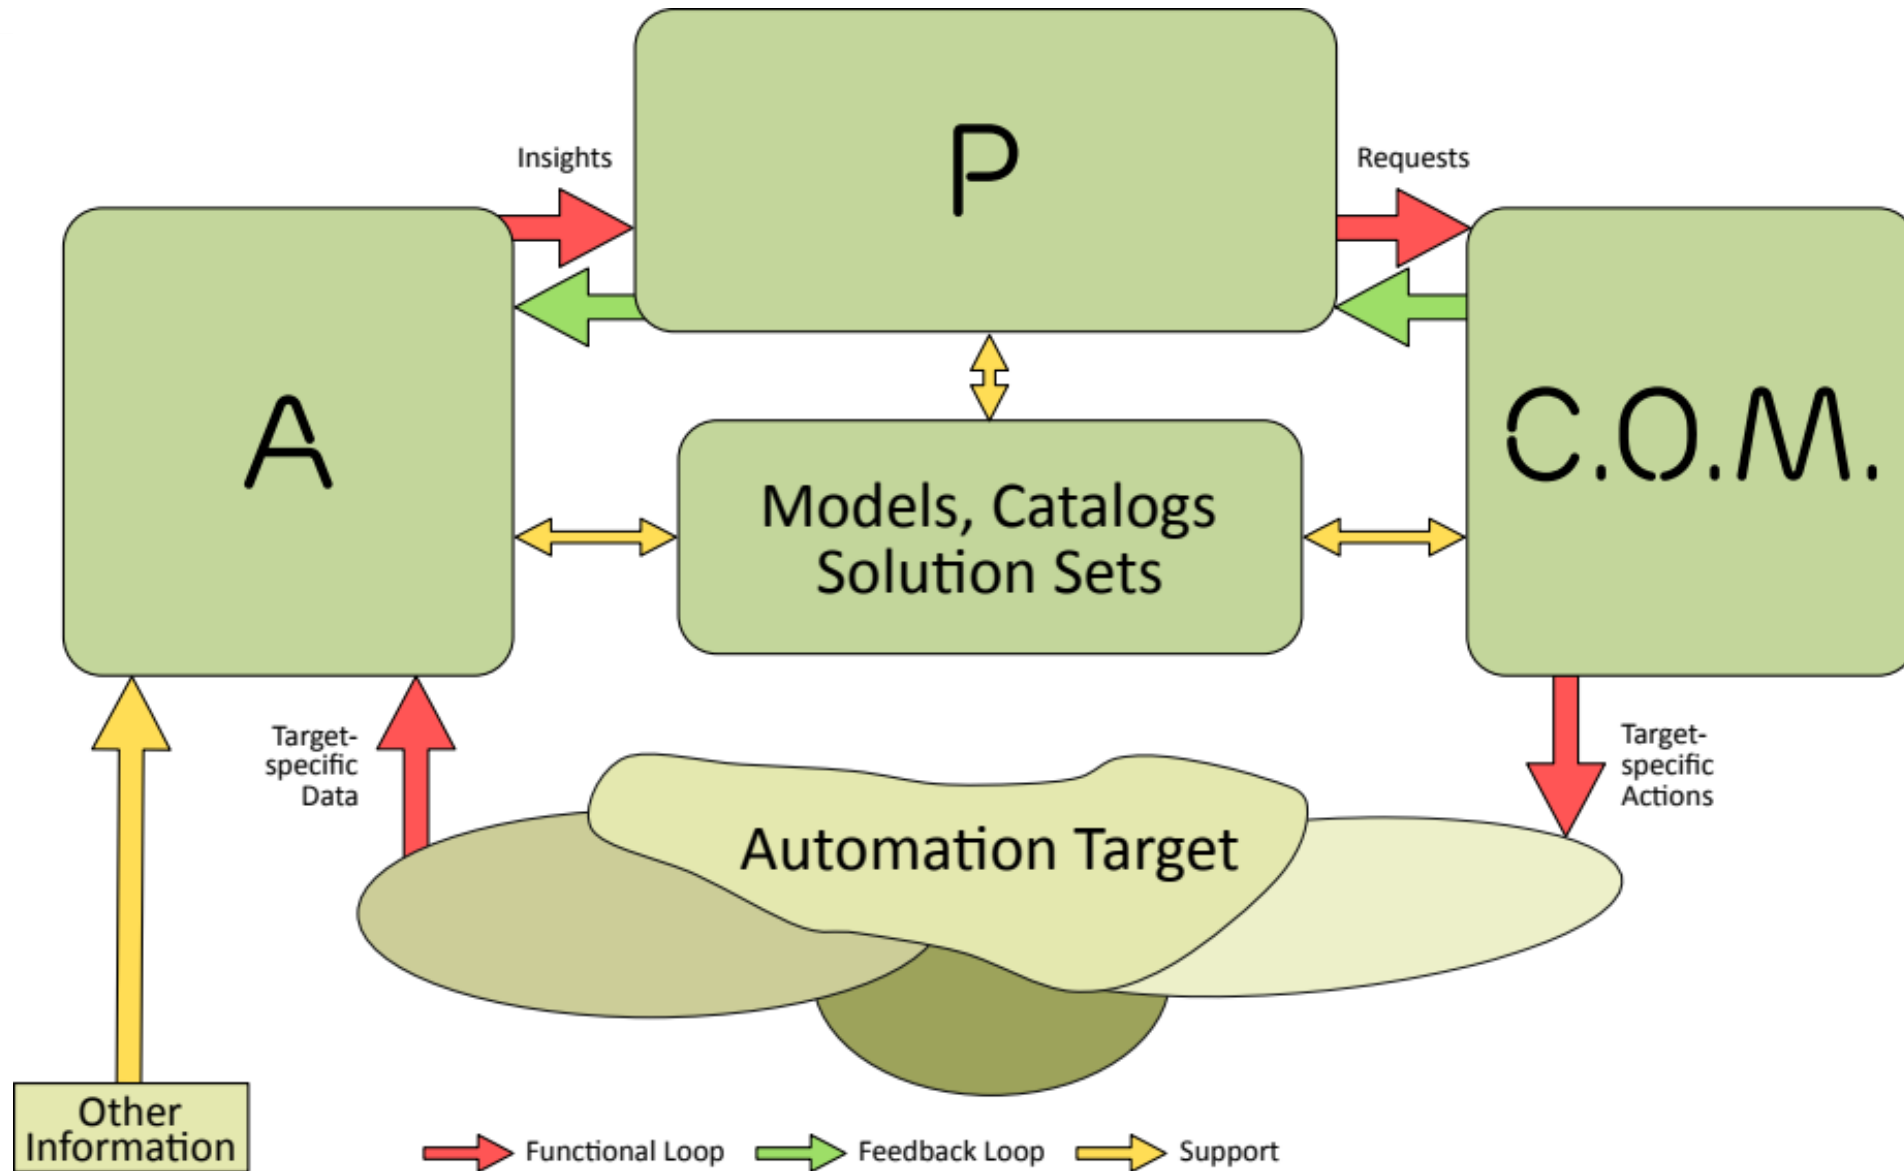 P
Insights
Requests
A
C.O.M.
Models, Catalogs
Solution Sets
Target-
specific
Data
Target-
specific
Actions
Automation Target
Other
Information
Functional Loop
Feedback Loop
Support